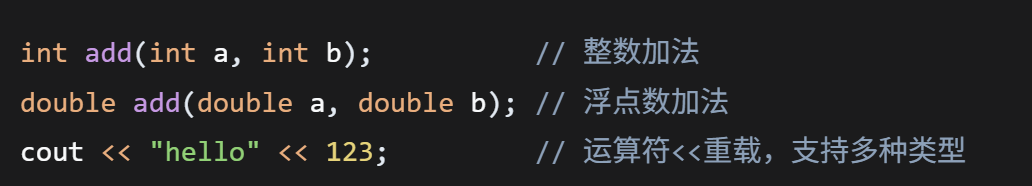 int add(int a, int b);          // 整数加法
double add(double a, double b); // 浮点数加法
cout << "hello" << 123;         // 运算符<<重载，支持多种类型